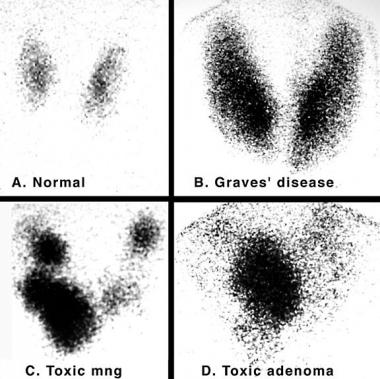 A. Normal
B. Graves' disease
C. Toxic mng
D. Toxic adenoma